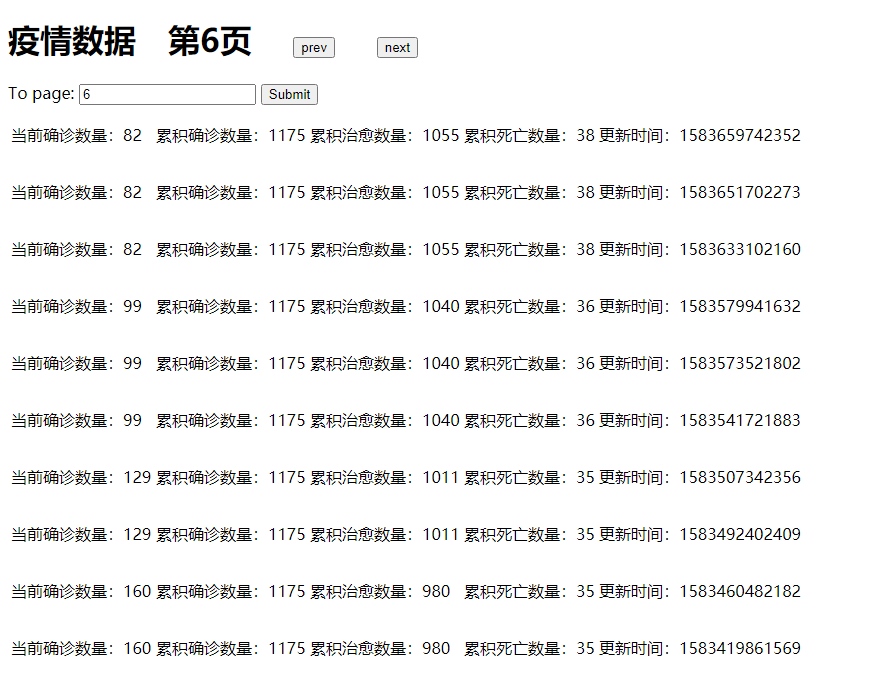 疫情数据 第6页 prev next
To page: 6 Submit
当前确诊数量：82 累积确诊数量：1175 累积治愈数量：1055 累积死亡数量：38 更新时间：1583659742352
当前确诊数量：82 累积确诊数量：1175 累积治愈数量：1055 累积死亡数量：38 更新时间：1583651702273
当前确诊数量：82 累积确诊数量：1175 累积治愈数量：1055 累积死亡数量：38 更新时间：1583633102160
当前确诊数量：99 累积确诊数量：1175 累积治愈数量：1040 累积死亡数量：36 更新时间：1583579941632
当前确诊数量：99 累积确诊数量：1175 累积治愈数量：1040 累积死亡数量：36 更新时间：1583573521802
当前确诊数量：99 累积确诊数量：1175 累积治愈数量：1040 累积死亡数量：36 更新时间：1583541721883
当前确诊数量：129 累积确诊数量：1175 累积治愈数量：1011 累积死亡数量：35 更新时间：1583507342356
当前确诊数量：129 累积确诊数量：1175 累积治愈数量：1011 累积死亡数量：35 更新时间：1583492402409
当前确诊数量：160 累积确诊数量：1175 累积治愈数量：980 累积死亡数量：35 更新时间：1583460482182
当前确诊数量：160 累积确诊数量：1175 累积治愈数量：980 累积死亡数量：35 更新时间：1583419861569